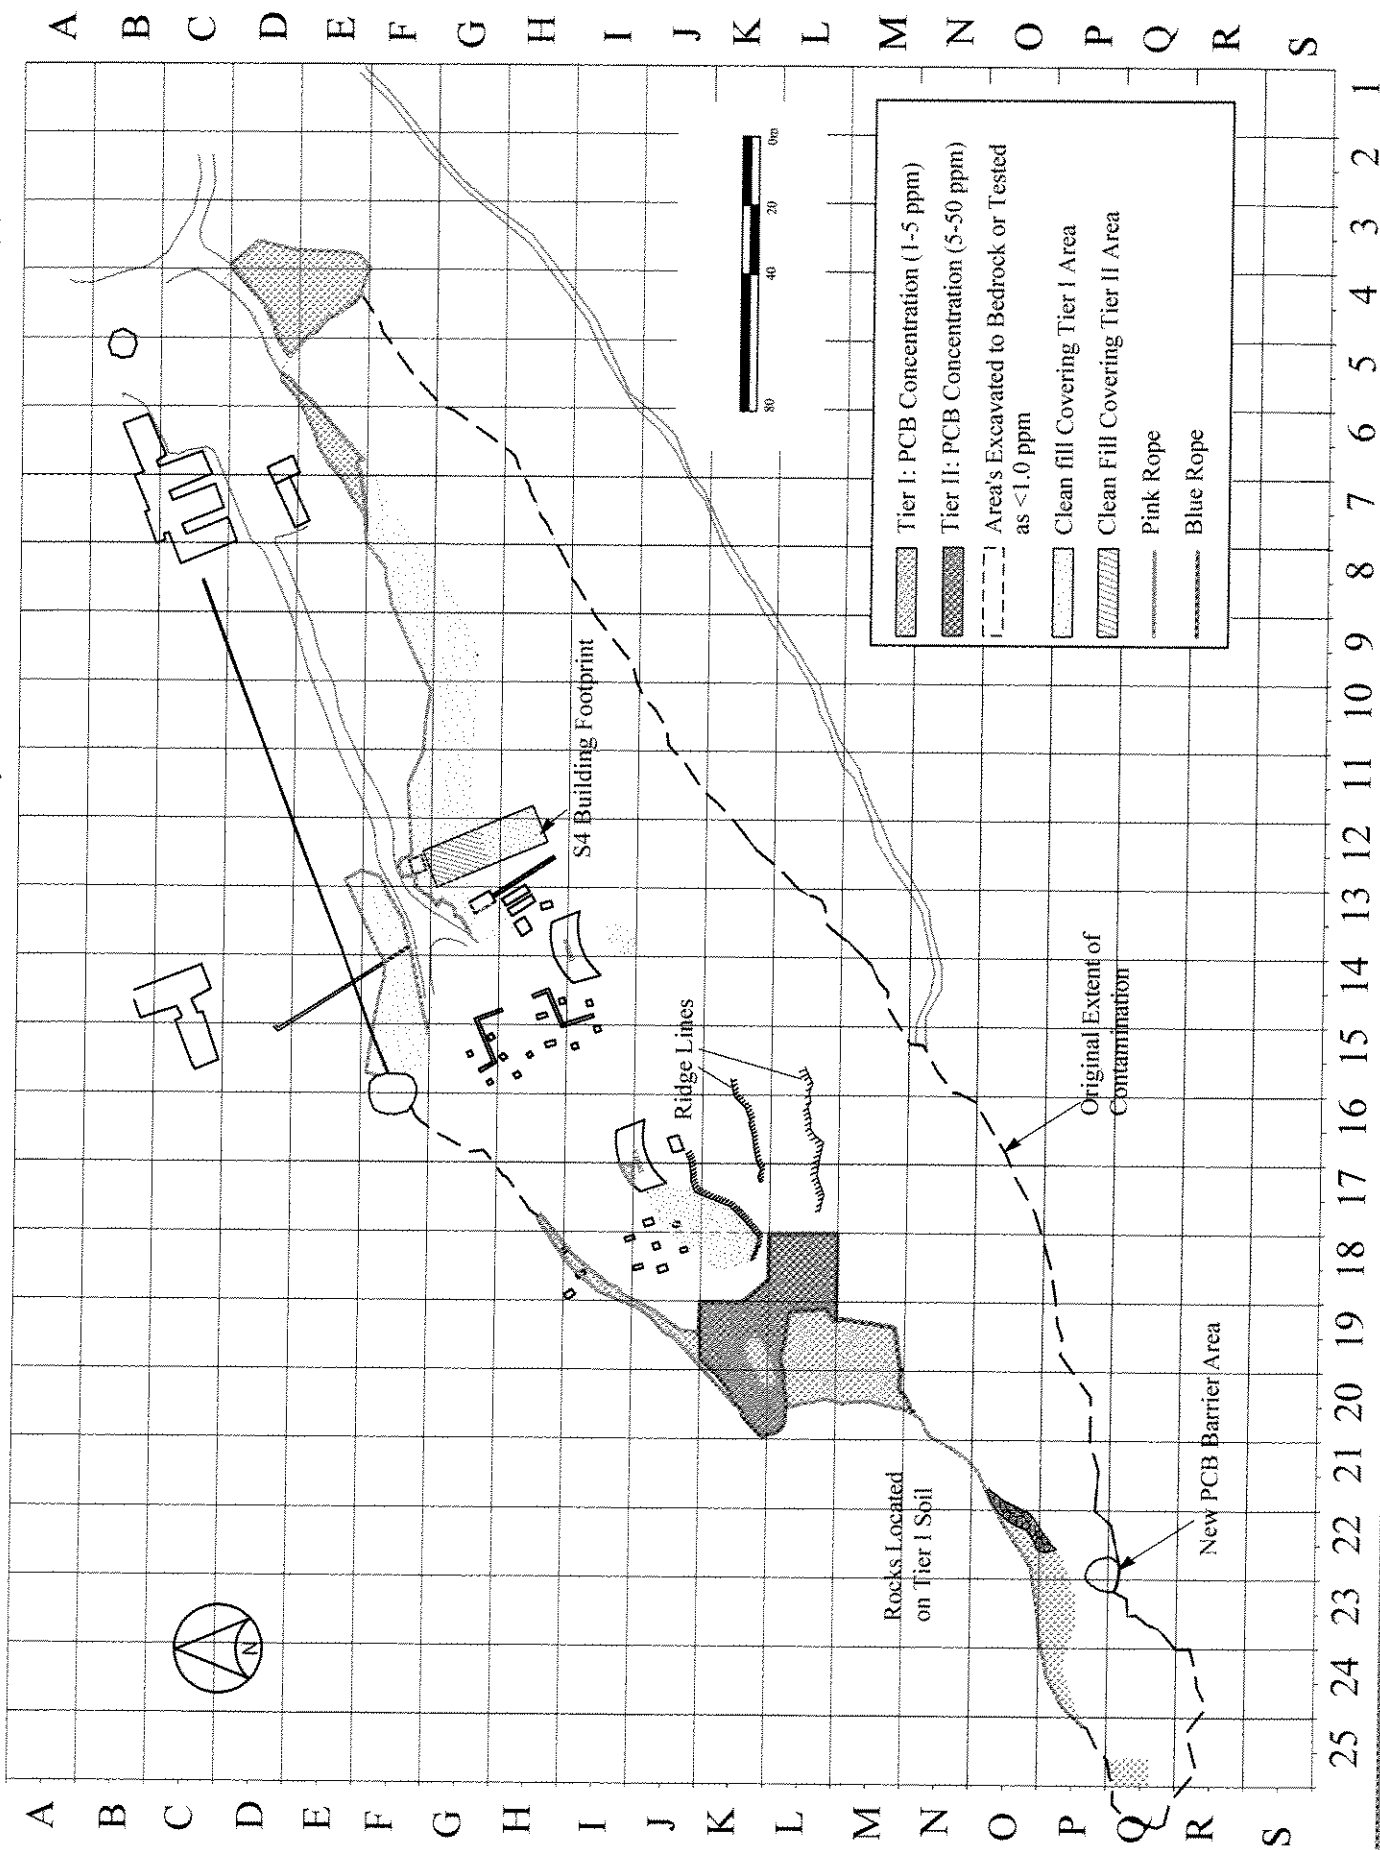 A
B
C
D
E
F
G
H
I
J
K
L
M
N
O
P
Q
R
S
1
2
3
4
5
6
7
8
9
10
11
12
13
14
15
16
17
18
19
20
21
22
23
24
25
A
B
C
D
E
F
G
H
I
J
K
L
M
N
O
P
Q
R
S
N
80
40
20
0m
S4 Building Footprint
Ridge Lines
Original Extent of
Contamination
Rocks Located
on Tier I Soil
New PCB Barrier Area
Tier I: PCB Concentration (1-5 ppm)
Tier II: PCB Concentration (5-50 ppm)
Area's Excavated to Bedrock or Tested
as <1.0 ppm
Clean fill Covering Tier I Area
Clean Fill Covering Tier II Area
Pink Rope
Blue Rope